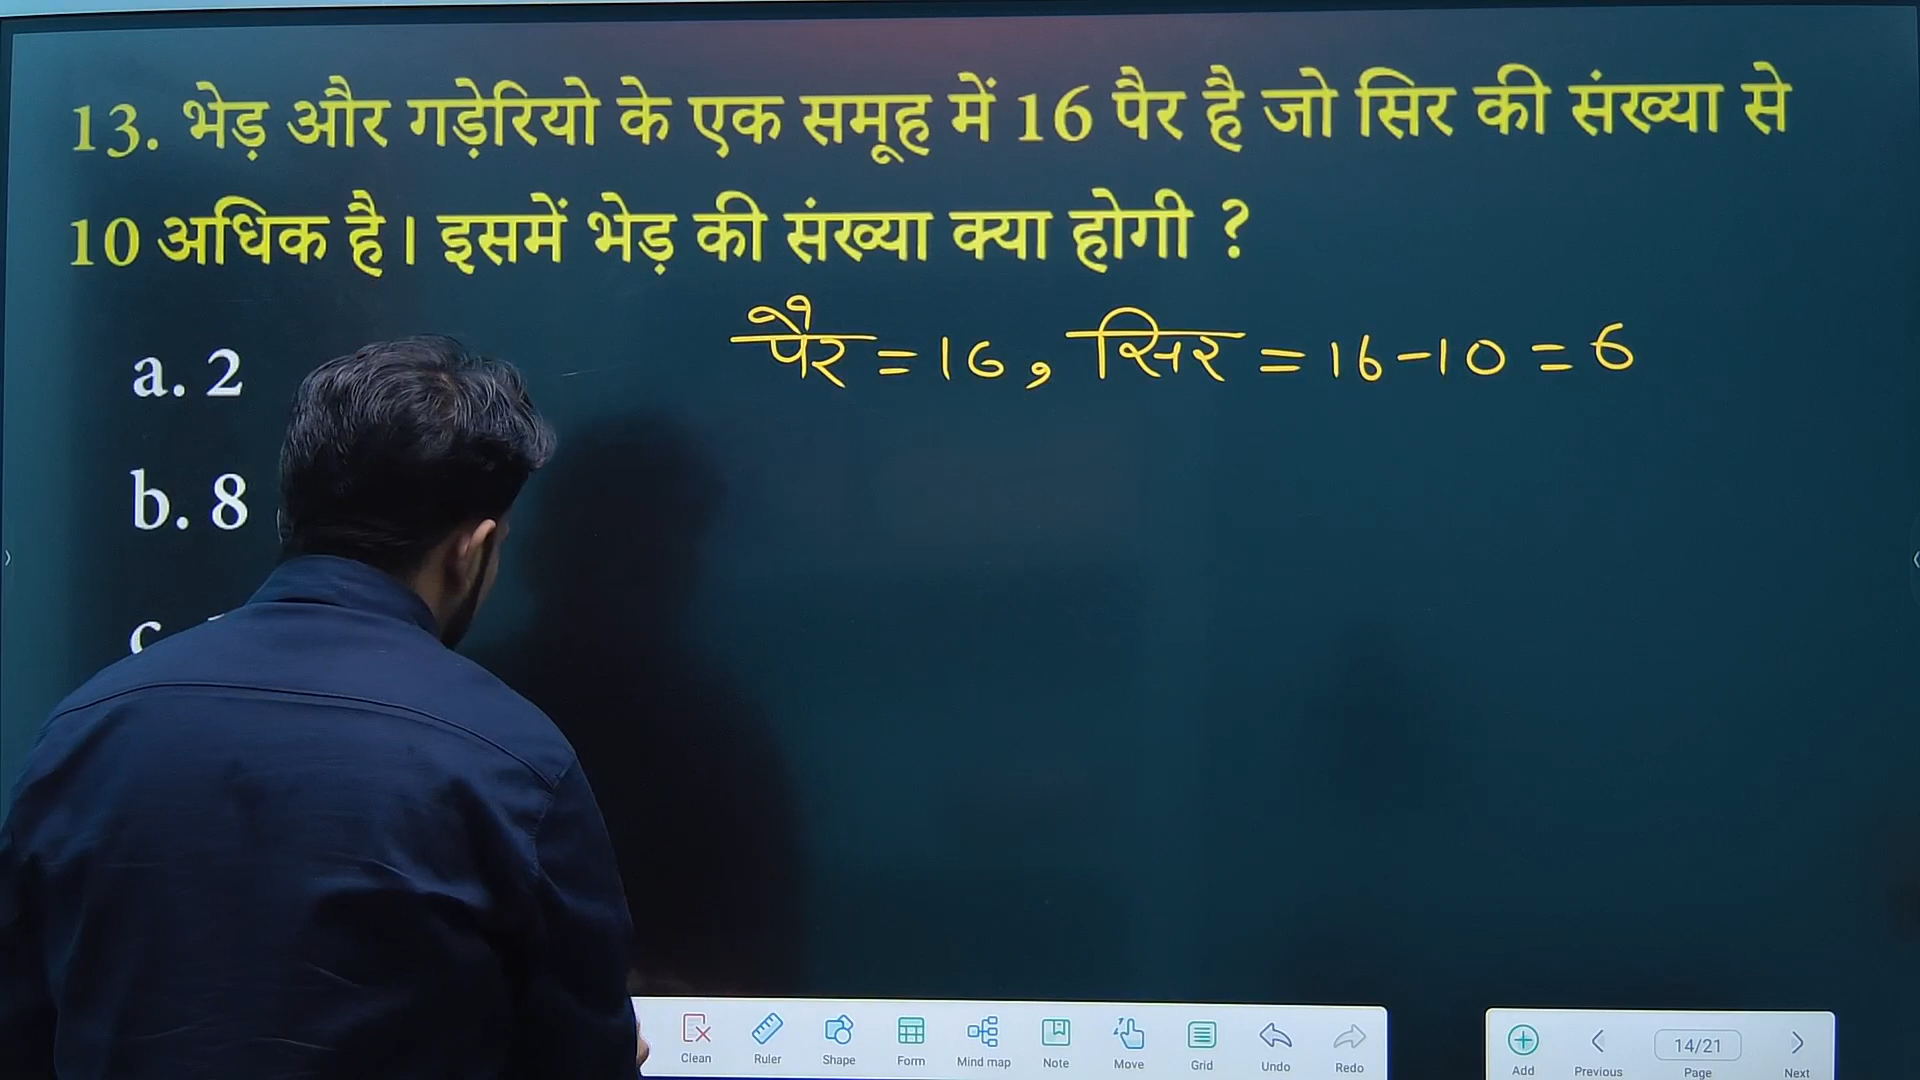 13. भेड़ और गड़ेरियो के एक समूह में 16 पैर है जो सिर की संख्या से
10 अधिक है। इसमें भेड़ की संख्या क्या होगी ?
पैर = 16, सिर = 16-10 = 6
a. 2
b. 8
c.
Clean Ruler Shape Form Mind map Note Move Grid Undo Redo
Add Previous 14/21 Page Next